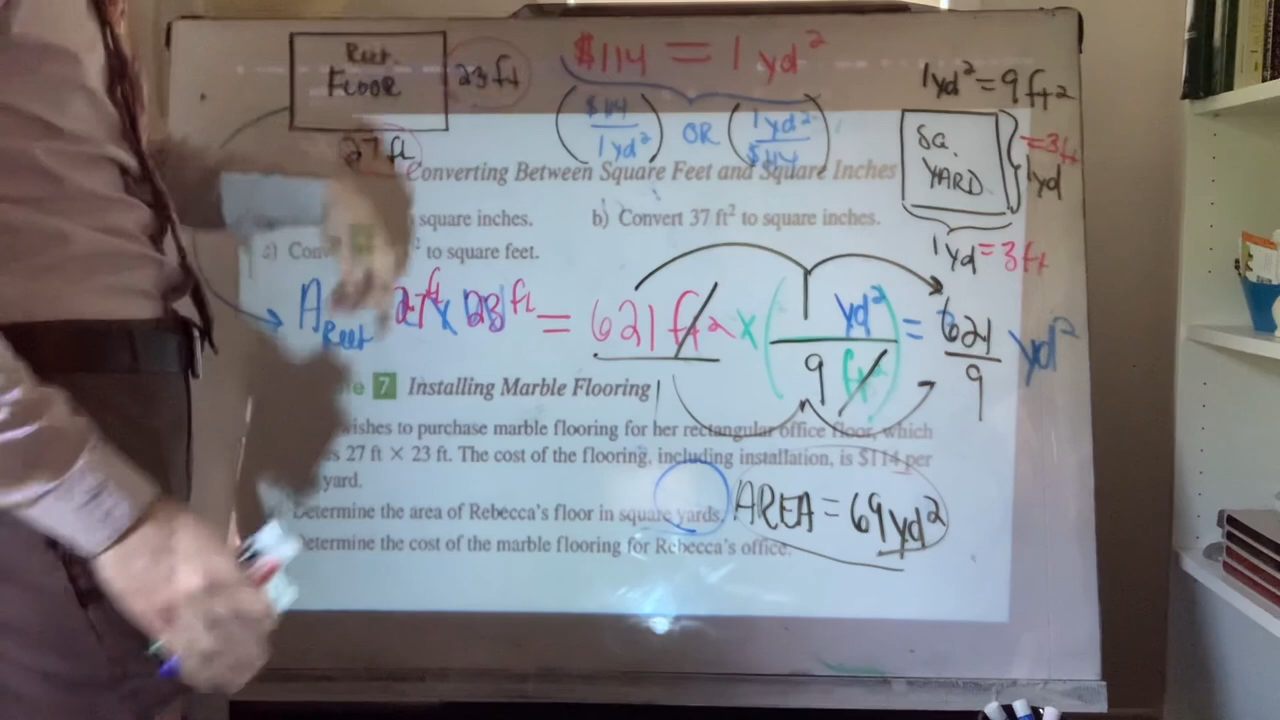 Rect.
FLOOR
23 ft
27 ft
$114 = 1 yd²
($114 / 1 yd²) OR (1 yd² / $114)
1 yd² = 9 ft²
SQ. YARD
= 3 ft
1 yd
1 yd = 3 ft
Converting Between Square Feet and Square Inches
square inches.
b) Convert 37 ft² to square inches.
² to square feet.
A Rect 27 ft x 23 ft = 621 ft² x (yd² / 9 ft²) = 621 / 9 yd²
7 Installing Marble Flooring
wishes to purchase marble flooring for her rectangular office floor, which
27 ft × 23 ft. The cost of the flooring, including installation, is $114 per
yard.
Determine the area of Rebecca's floor in square yards.
AREA = 69 yd²
Determine the cost of the marble flooring for Rebecca's office.